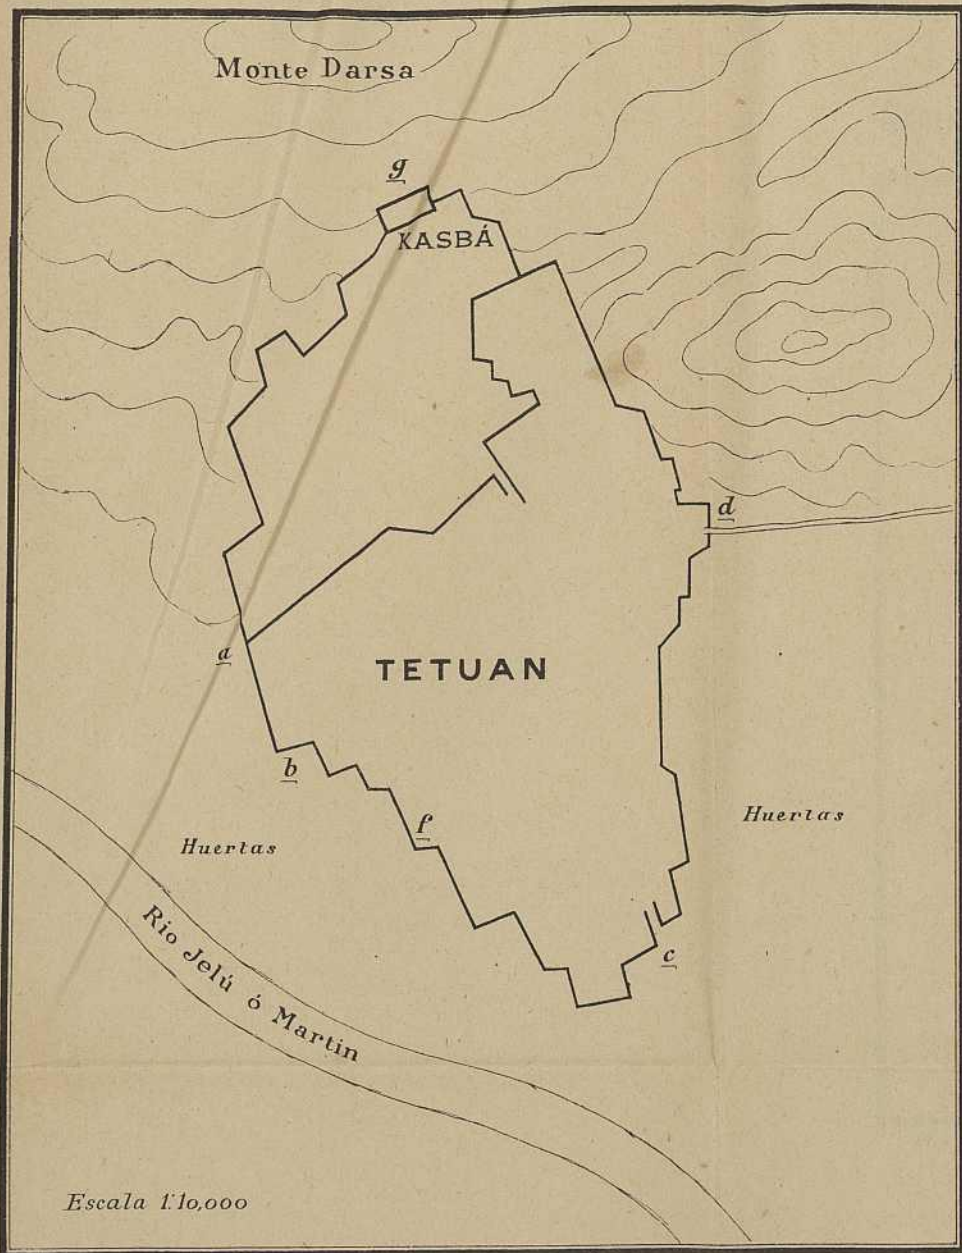 Monte Darsa
g
KASBÁ
d
a
TETUAN
b
f
Huertas
Huertas
c
Rio Jelú ó Martin
Escala 1:10,000